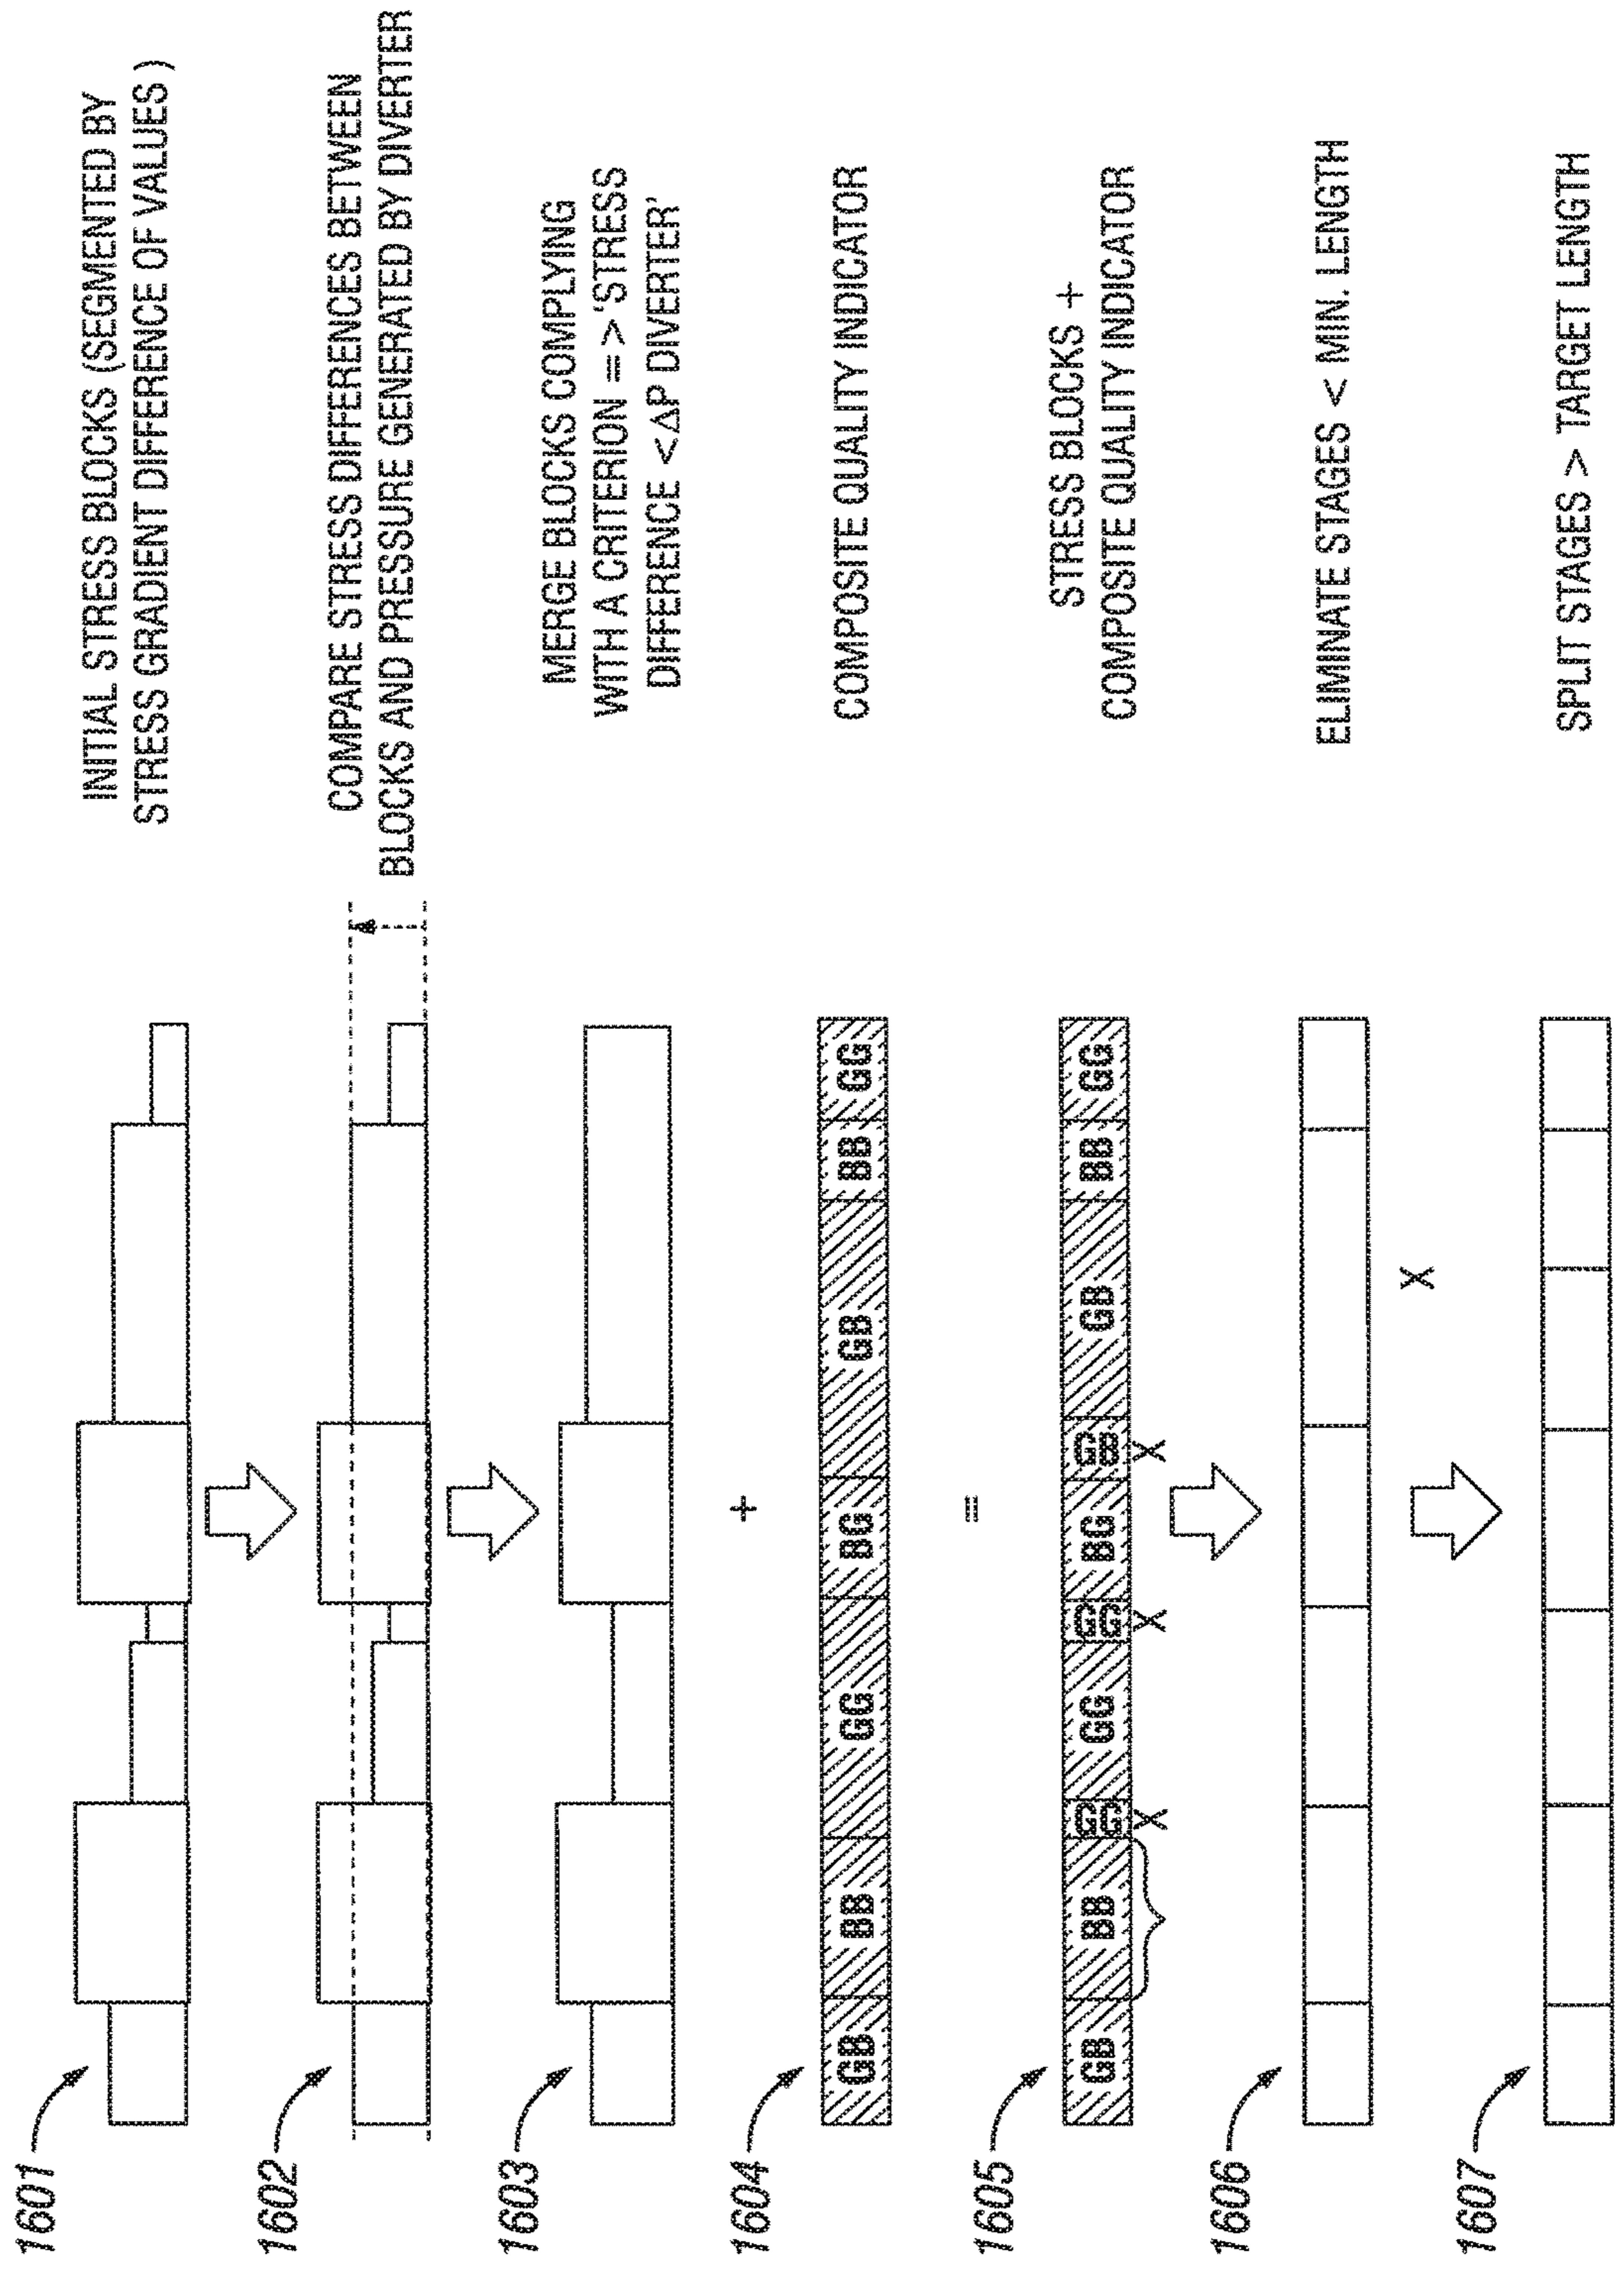 1601
INITIAL STRESS BLOCKS (SEGMENTED BY
STRESS GRADIENT DIFFERENCE OF VALUES )
1602
COMPARE STRESS DIFFERENCES BETWEEN
BLOCKS AND PRESSURE GENERATED BY DIVERTER
1603
MERGE BLOCKS COMPLYING
WITH A CRITERION = > 'STRESS
DIFFERENCE <ΔP DIVERTER'
+
1604
GB BB GG BG GB BB GG
COMPOSITE QUALITY INDICATOR
=
1605
GB BB GG GG GG BG GB GB BB GG
X X X
STRESS BLOCKS +
COMPOSITE QUALITY INDICATOR
1606
ELIMINATE STAGES < MIN. LENGTH
X
1607
SPLIT STAGES > TARGET LENGTH